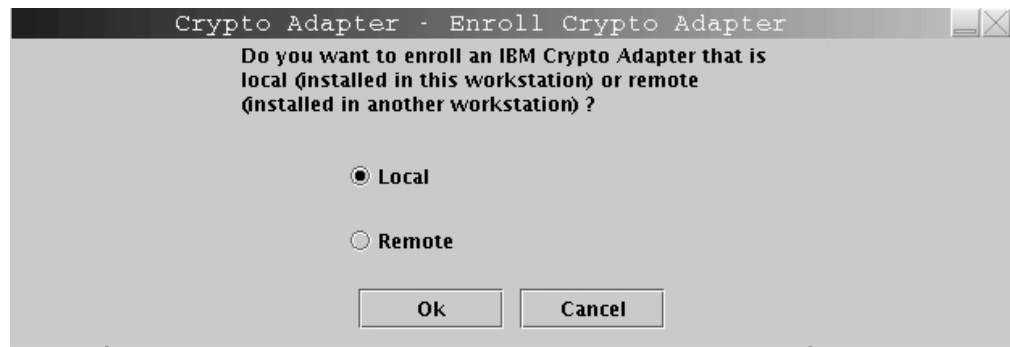 Crypto Adapter - Enroll Crypto Adapter
Do you want to enroll an IBM Crypto Adapter that is
local (installed in this workstation) or remote
(installed in another workstation) ?
Local
Remote
Ok
Cancel